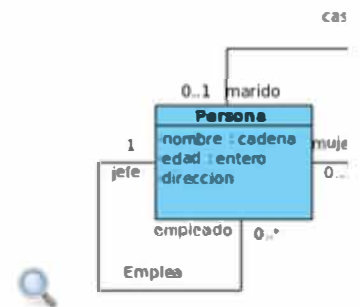 cas
0..1 marido
Persona
nombre : cadena
edad : entero
direccion
1
jefe
muje
0..
empleado
0..*
Emplea